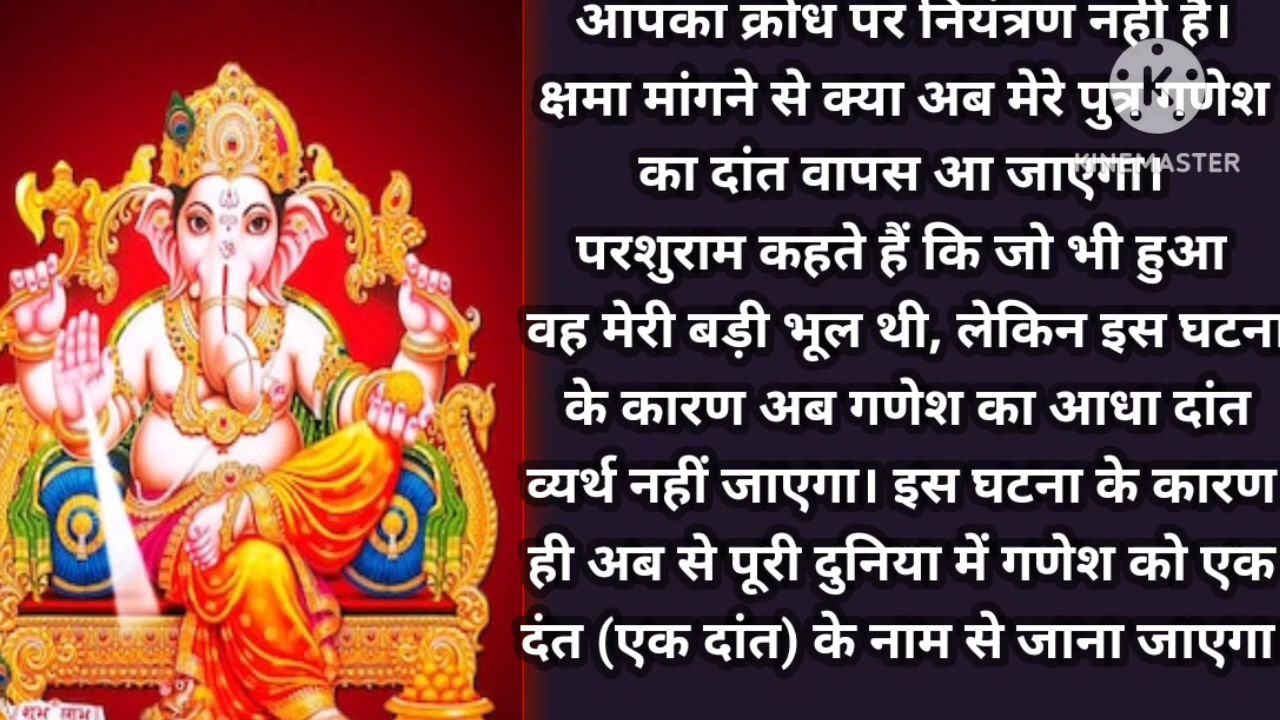 आपका क्रोध पर नियंत्रण नही है।
क्षमा मांगने से क्या अब मेरे पुत्र गणेश
का दांत वापस आ जाएगा।
KINEMASTER
परशुराम कहते हैं कि जो भी हुआ
वह मेरी बड़ी भूल थी, लेकिन इस घटना
के कारण अब गणेश का आधा दांत
व्यर्थ नहीं जाएगा। इस घटना के कारण
ही अब से पूरी दुनिया में गणेश को एक
दंत (एक दांत) के नाम से जाना जाएगा
शुभ लाभ